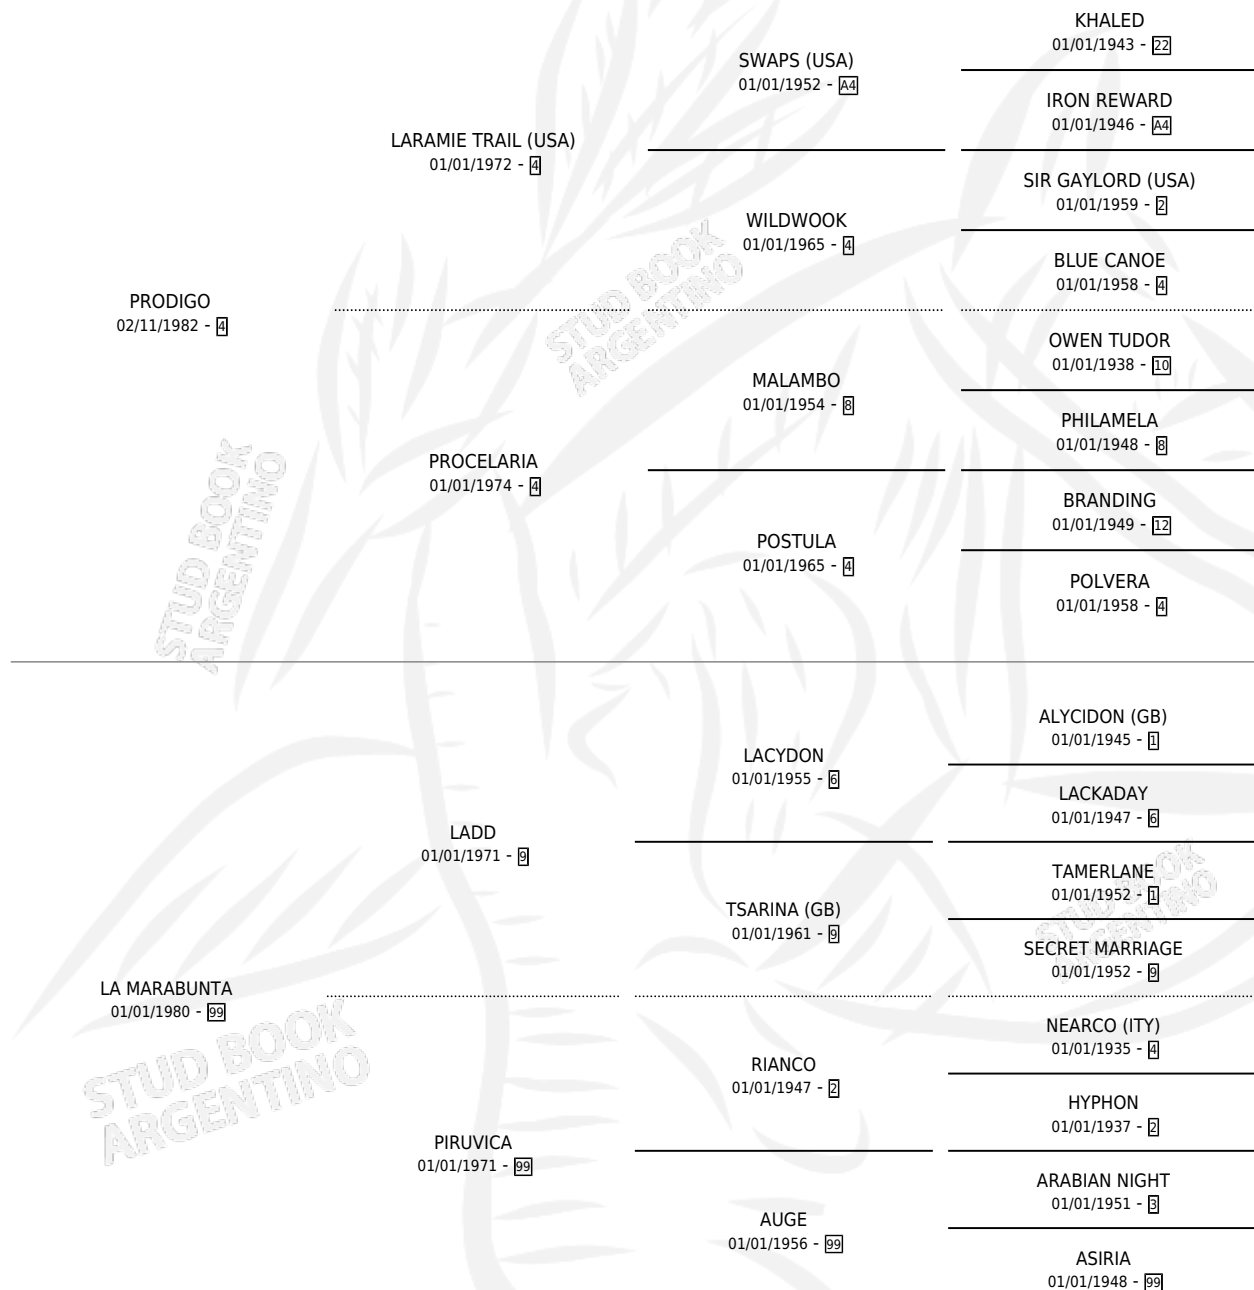 KHALED
01/01/1943 - 22
SWAPS (USA)
01/01/1952 - A4
IRON REWARD
01/01/1946 - A4
LARAMIE TRAIL (USA)
01/01/1972 - 4
SIR GAYLORD (USA)
01/01/1959 - 2
WILDWOOK
01/01/1965 - 4
BLUE CANOE
01/01/1958 - 4
PRODIGO
02/11/1982 - 4
OWEN TUDOR
01/01/1938 - 10
MALAMBO
01/01/1954 - 8
PHILAMELA
01/01/1948 - 8
PROCELARIA
01/01/1974 - 4
BRANDING
01/01/1949 - 12
POSTULA
01/01/1965 - 4
POLVERA
01/01/1958 - 4
ALYCIDON (GB)
01/01/1945 - 1
LACYDON
01/01/1955 - 6
LACKADAY
01/01/1947 - 6
LADD
01/01/1971 - 9
TAMERLANE
01/01/1952 - 1
TSARINA (GB)
01/01/1961 - 9
SECRET MARRIAGE
01/01/1952 - 9
LA MARABUNTA
01/01/1980 - 99
NEARCO (ITY)
01/01/1935 - 4
RIANCO
01/01/1947 - 2
HYPHON
01/01/1937 - 2
PIRUVICA
01/01/1971 - 99
ARABIAN NIGHT
01/01/1951 - 3
AUGE
01/01/1956 - 99
ASIRIA
01/01/1948 - 99
STUD BOOK
ARGENTINO
STUD BOOK
ARGENTINO
STUD BOOK
ARGENTINO
STUD BOOK
ARGENTINO